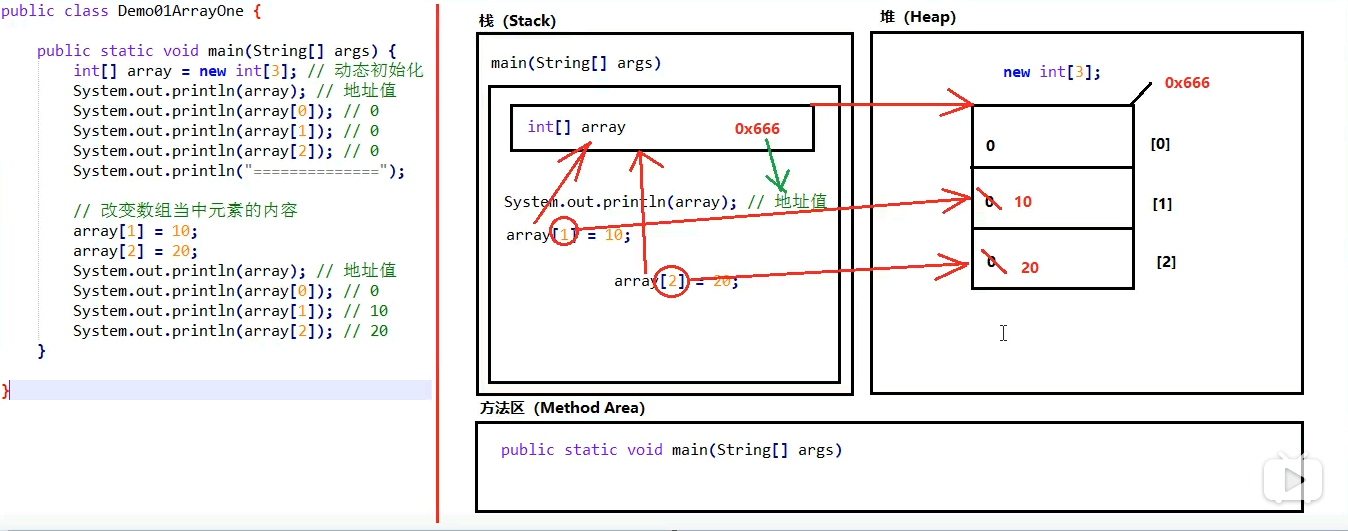 public class Demo01ArrayOne {
public static void main(String[] args) {
int[] array = new int[3]; // 动态初始化
System.out.println(array); // 地址值
System.out.println(array[0]); // 0
System.out.println(array[1]); // 0
System.out.println(array[2]); // 0
System.out.println("==============");
// 改变数组当中元素的内容
array[1] = 10;
array[2] = 20;
System.out.println(array); // 地址值
System.out.println(array[0]); // 0
System.out.println(array[1]); // 10
System.out.println(array[2]); // 20
}
}
栈（Stack）
main(String[] args)
int[] array 0x666
System.out.println(array); // 地址值
array[1] = 10;
array[2] = 20;
堆（Heap）
new int[3];
0x666
0 [0]
0 10 [1]
0 20 [2]
方法区（Method Area）
public static void main(String[] args)